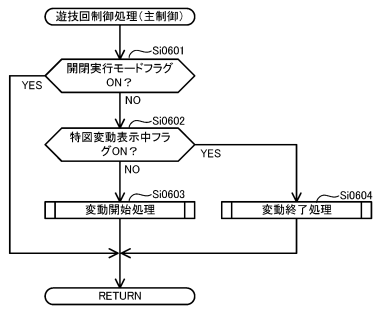 遊技回制御処理(主制御)
Si0601
開閉実行モードフラグ
ON?
YES
NO
Si0602
特図変動表示中フラ
グON?
YES
NO
Si0603
変動開始処理
Si0604
変動終了処理
RETURN